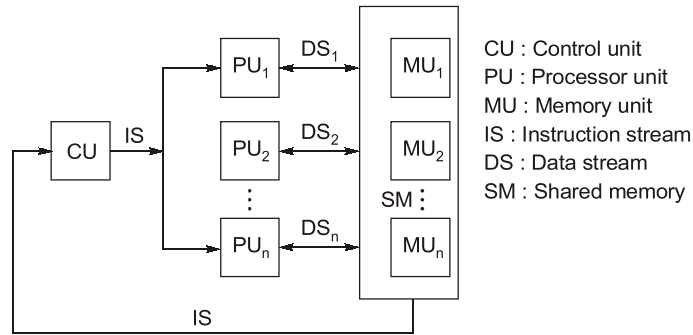 CU
IS
PU1
DS1
MU1
PU2
DS2
MU2
SM
PUn
DSn
MUn
IS
CU : Control unit
PU : Processor unit
MU : Memory unit
IS : Instruction stream
DS : Data stream
SM : Shared memory